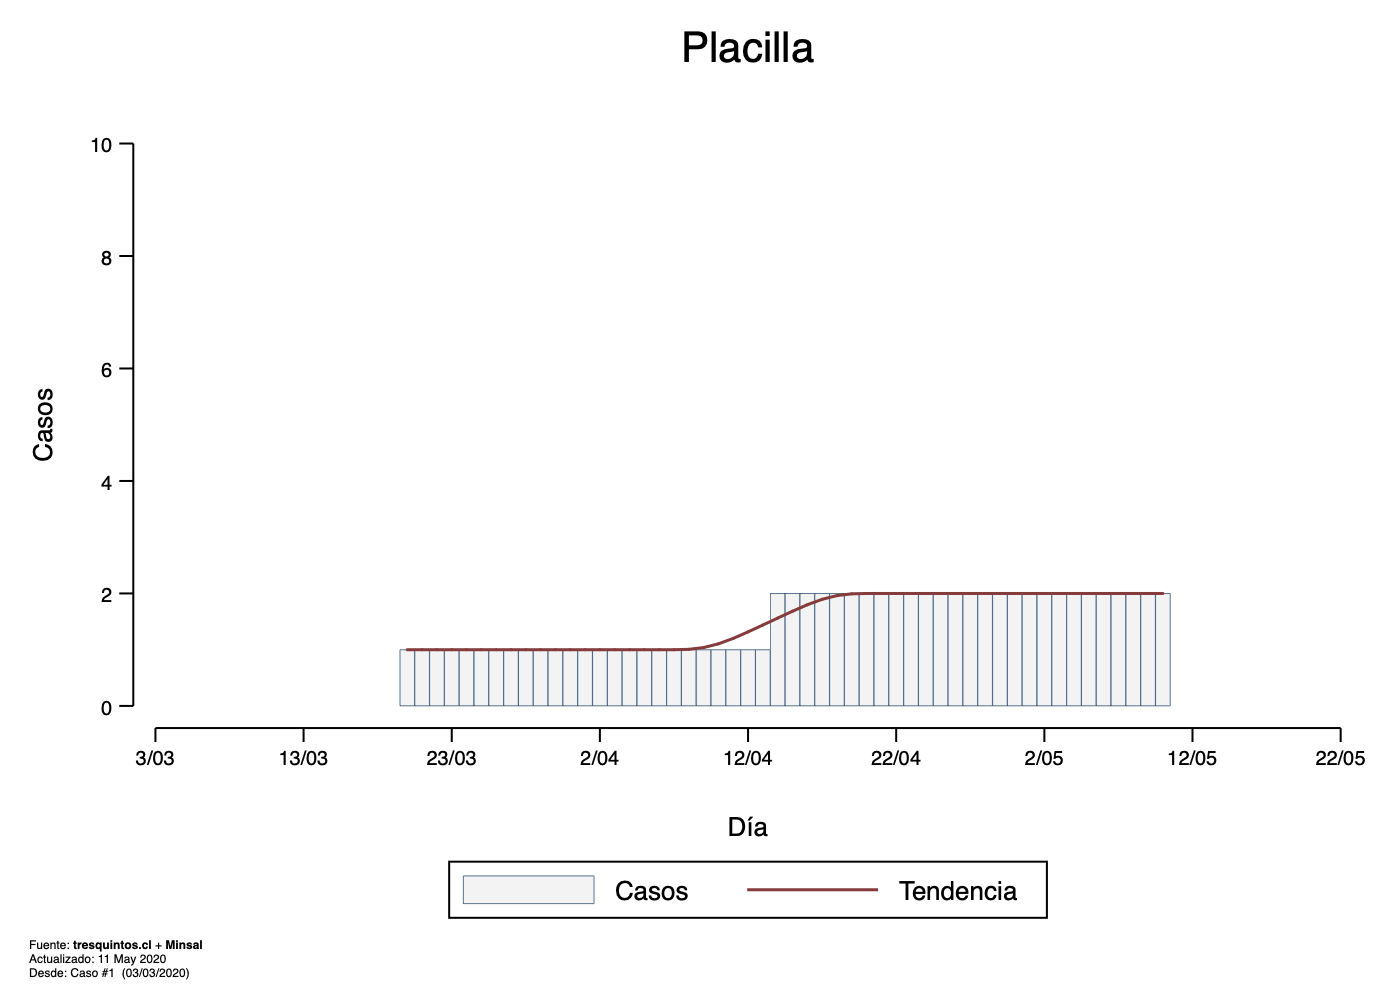 Placilla
10
8
6
4
2
0
Casos
3/03 13/03 23/03 2/04 12/04 22/04 2/05 12/05 22/05
Día
Casos Tendencia
Fuente: tresquintos.cl + Minsal
Actualizado: 11 May 2020
Desde: Caso #1 (03/03/2020)